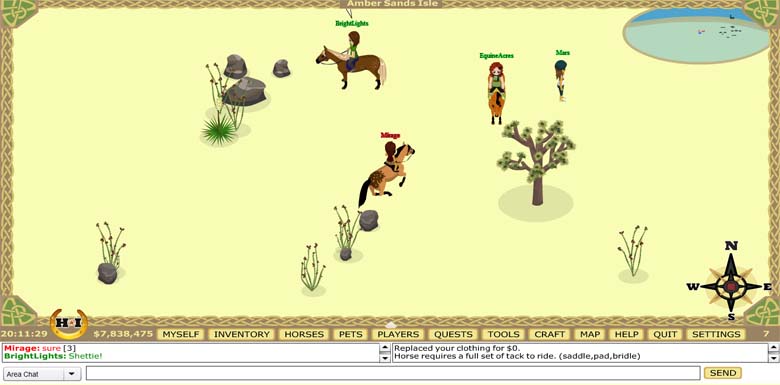 Amber Sands Isle
BrightLights
EquineAcres
Mars
Mirage
N
W E
S
H I
20:11:29 $7,838,475 MYSELF INVENTORY HORSES PETS PLAYERS QUESTS TOOLS CRAFT MAP HELP QUIT SETTINGS 7
Mirage: sure [3]
BrightLights: Shettie!
Replaced your clothing for $0.
Horse requires a full set of tack to ride. (saddle,pad,bridle)
Area Chat SEND